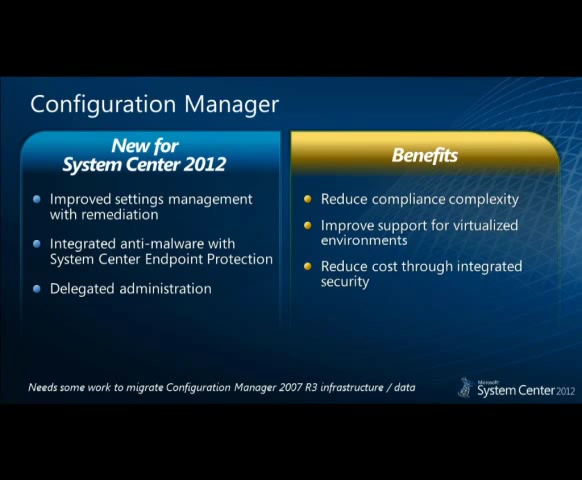 Configuration Manager
New for
System Center 2012
Improved settings management
with remediation
Integrated anti-malware with
System Center Endpoint Protection
Delegated administration
Benefits
Reduce compliance complexity
Improve support for virtualized
environments
Reduce cost through integrated
security
Needs some work to migrate Configuration Manager 2007 R3 infrastructure / data
Microsoft
System Center 2012